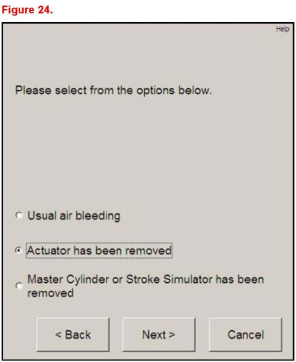 Figure 24.
Help
Please select from the options below.
Usual air bleeding
Actuator has been removed
Master Cylinder or Stroke Simulator has been
removed
< Back
Next >
Cancel